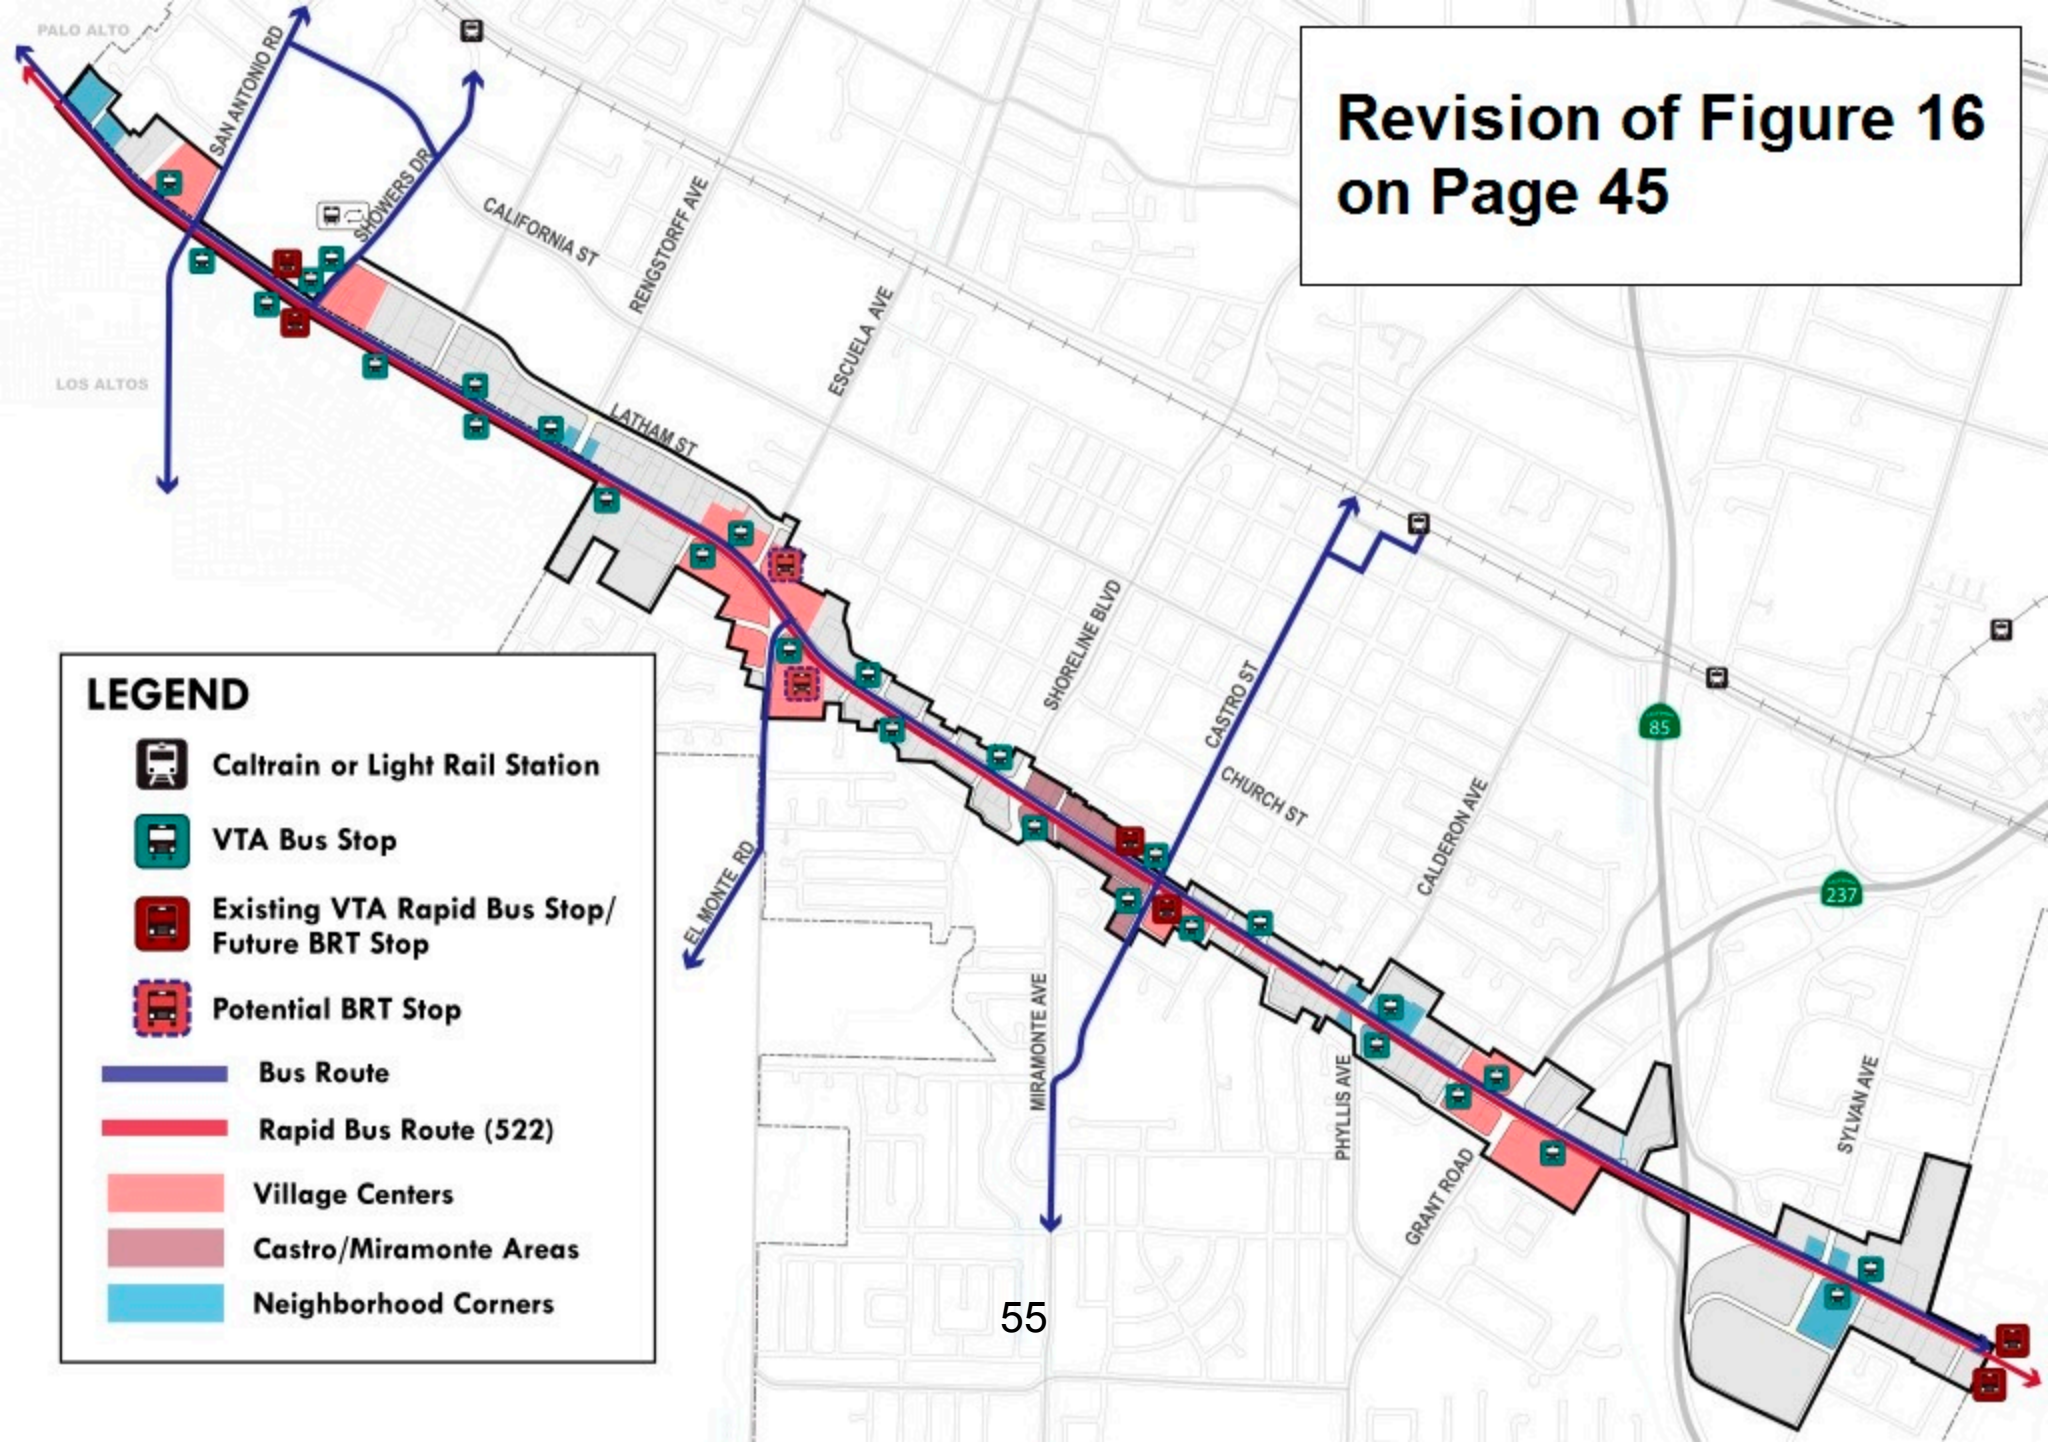 PALO ALTO
SAN ANTONIO RD
Revision of Figure 16
on Page 45
SHOWERS DR
CALIFORNIA ST
RENGSTORFF AVE
ESCUELA AVE
LOS ALTOS
LATHAM ST
SHORELINE BLVD
CASTRO ST
CHURCH ST
CALDERON AVE
85
237
EL MONTE RD
MIRAMONTE AVE
PHYLLIS AVE
GRANT ROAD
SYLVAN AVE
LEGEND
Caltrain or Light Rail Station
VTA Bus Stop
Existing VTA Rapid Bus Stop/
Future BRT Stop
Potential BRT Stop
Bus Route
Rapid Bus Route (522)
Village Centers
Castro/Miramonte Areas
Neighborhood Corners
55